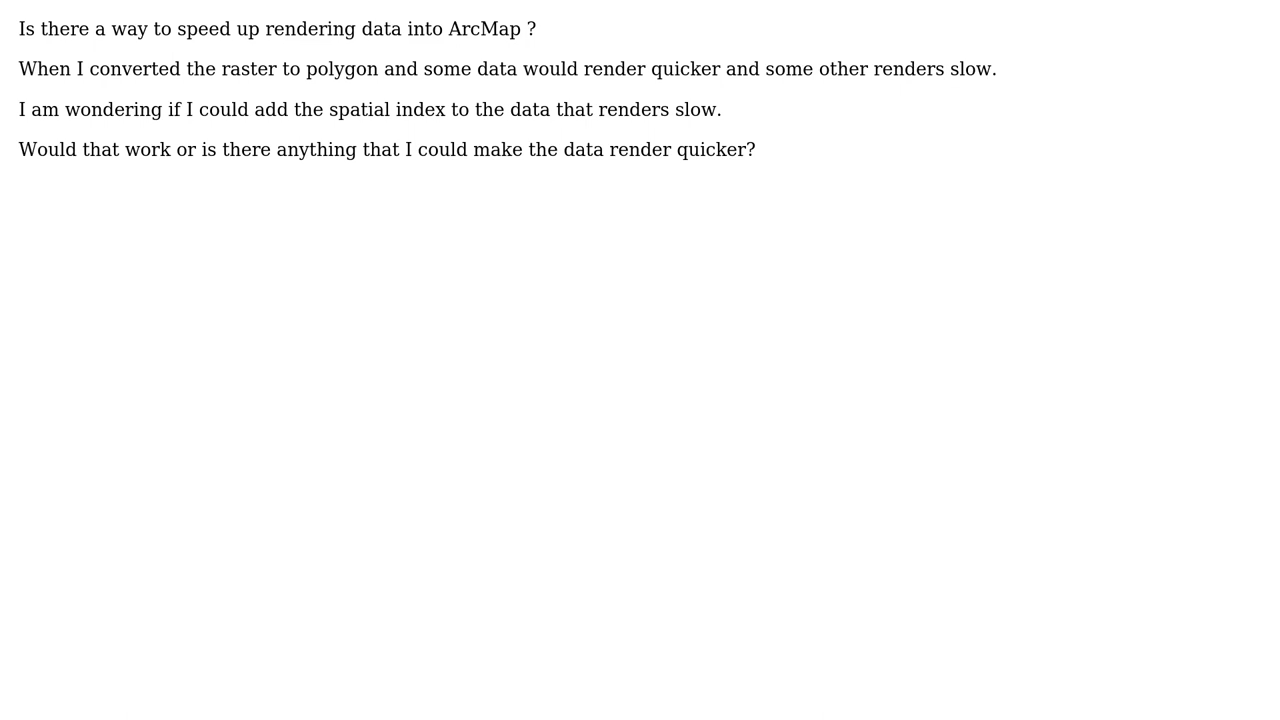 Is there a way to speed up rendering data into ArcMap ?
When I converted the raster to polygon and some data would render quicker and some other renders slow.
I am wondering if I could add the spatial index to the data that renders slow.
Would that work or is there anything that I could make the data render quicker?